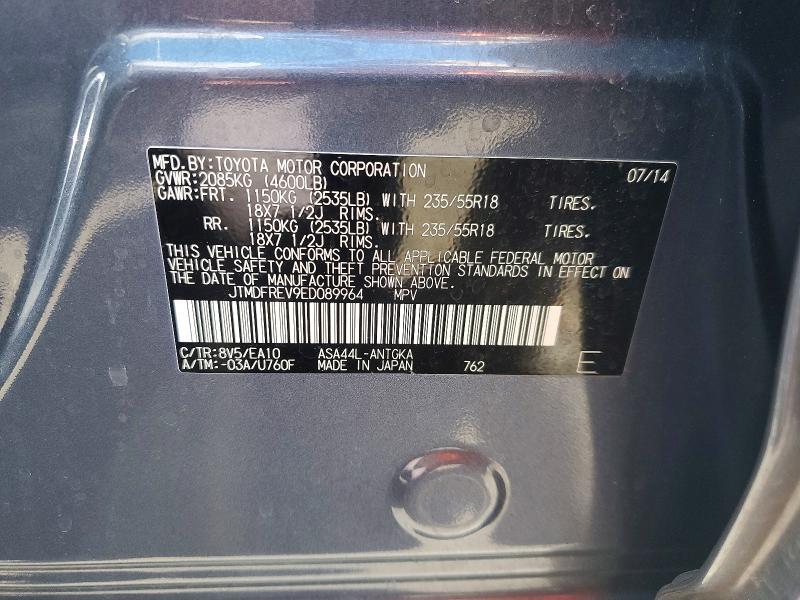 MFD. BY: TOYOTA MOTOR CORPORATION 07/14
GVWR: 2085KG (4600LB)
GAWR: FRT. 1150KG (2535LB) WITH 235/55R18 TIRES.
18X7 1/2J RIMS.
RR. 1150KG (2535LB) WITH 235/55R18 TIRES.
18X7 1/2J RIMS.
THIS VEHICLE CONFORMS TO ALL APPLICABLE FEDERAL MOTOR
VEHICLE SAFETY AND THEFT PREVENTION STANDARDS IN EFFECT ON
THE DATE OF MANUFACTURE SHOWN ABOVE.
JTMDFREV9ED089964 MPV
C/TR: 8V5/EA10 ASA44L-ANTGKA
A/TM: -03A/U760F MADE IN JAPAN 762 E